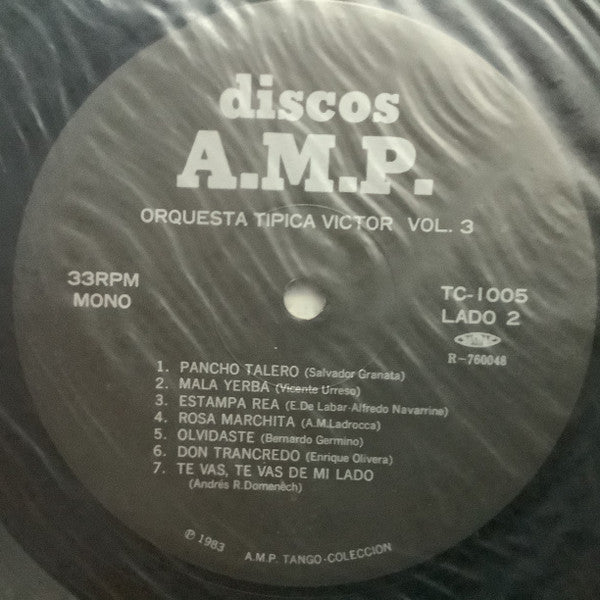 discos
A.M.P.
ORQUESTA TIPICA VICTOR VOL. 3
33RPM
MONO
TC-1005
LADO 2
R-760048
1. PANCHO TALERO (Salvador Granata)
2. MALA YERBA (Vicente Urreso)
3. ESTAMPA REA (E.De Labar-Alfredo Navarrine)
4. ROSA MARCHITA (A.M.Ladrocca)
5. OLVIDASTE (Bernardo Germino)
6. DON TRANCREDO (Enrique Olivera)
7. TE VAS, TE VAS DE MI LADO
(Andrés R.Domenêch)
℗ 1983 A.M.P. TANGO-COLECCION